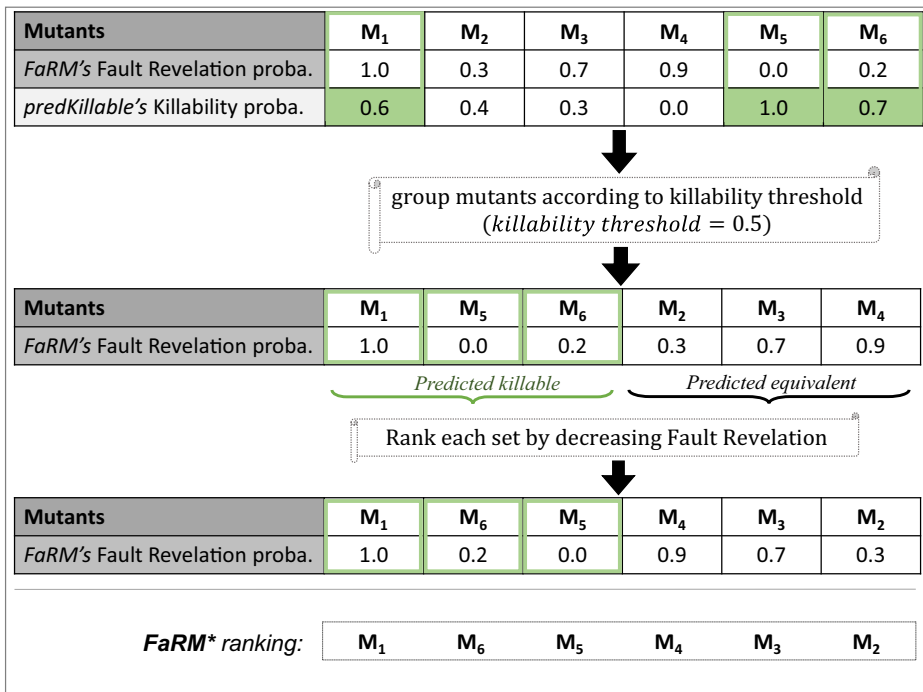 Mutants M₁ M₂ M₃ M₄ M₅ M₆
FaRM's Fault Revelation proba. 1.0 0.3 0.7 0.9 0.0 0.2
predKillable's Killability proba. 0.6 0.4 0.3 0.0 1.0 0.7
group mutants according to killability threshold
(killability threshold = 0.5)
Mutants M₁ M₅ M₆ M₂ M₃ M₄
FaRM's Fault Revelation proba. 1.0 0.0 0.2 0.3 0.7 0.9
Predicted killable Predicted equivalent
Rank each set by decreasing Fault Revelation
Mutants M₁ M₆ M₅ M₄ M₃ M₂
FaRM's Fault Revelation proba. 1.0 0.2 0.0 0.9 0.7 0.3
FaRM* ranking: M₁ M₆ M₅ M₄ M₃ M₂